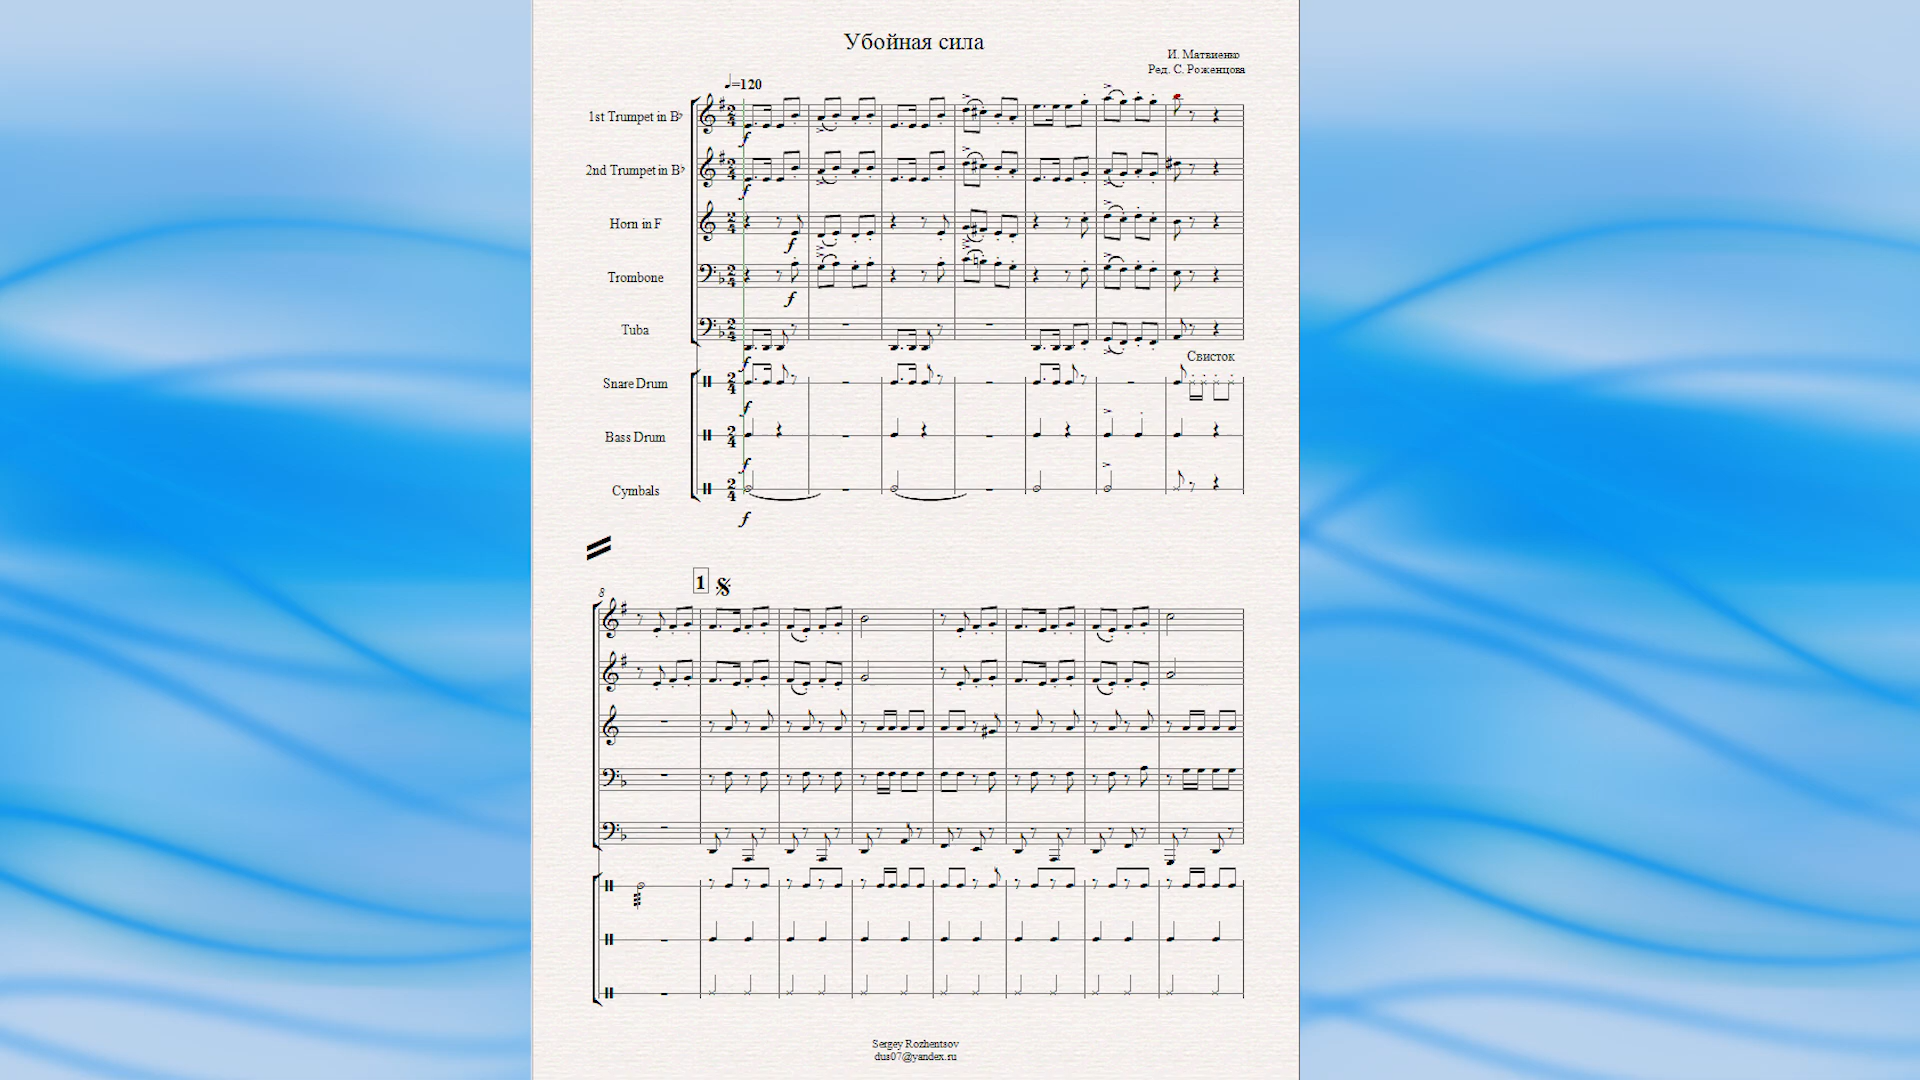 Убойная сила
И. Матвиенко
Ред. С. Роженцова
♩=120
1st Trumpet in B♭
f
2nd Trumpet in B♭
f
Horn in F
f
Trombone
f
Tuba
f
Свисток
Snare Drum
f
Bass Drum
f
Cymbals
f
8
1
Sergey Rozhentsov
dus07@yandex.ru